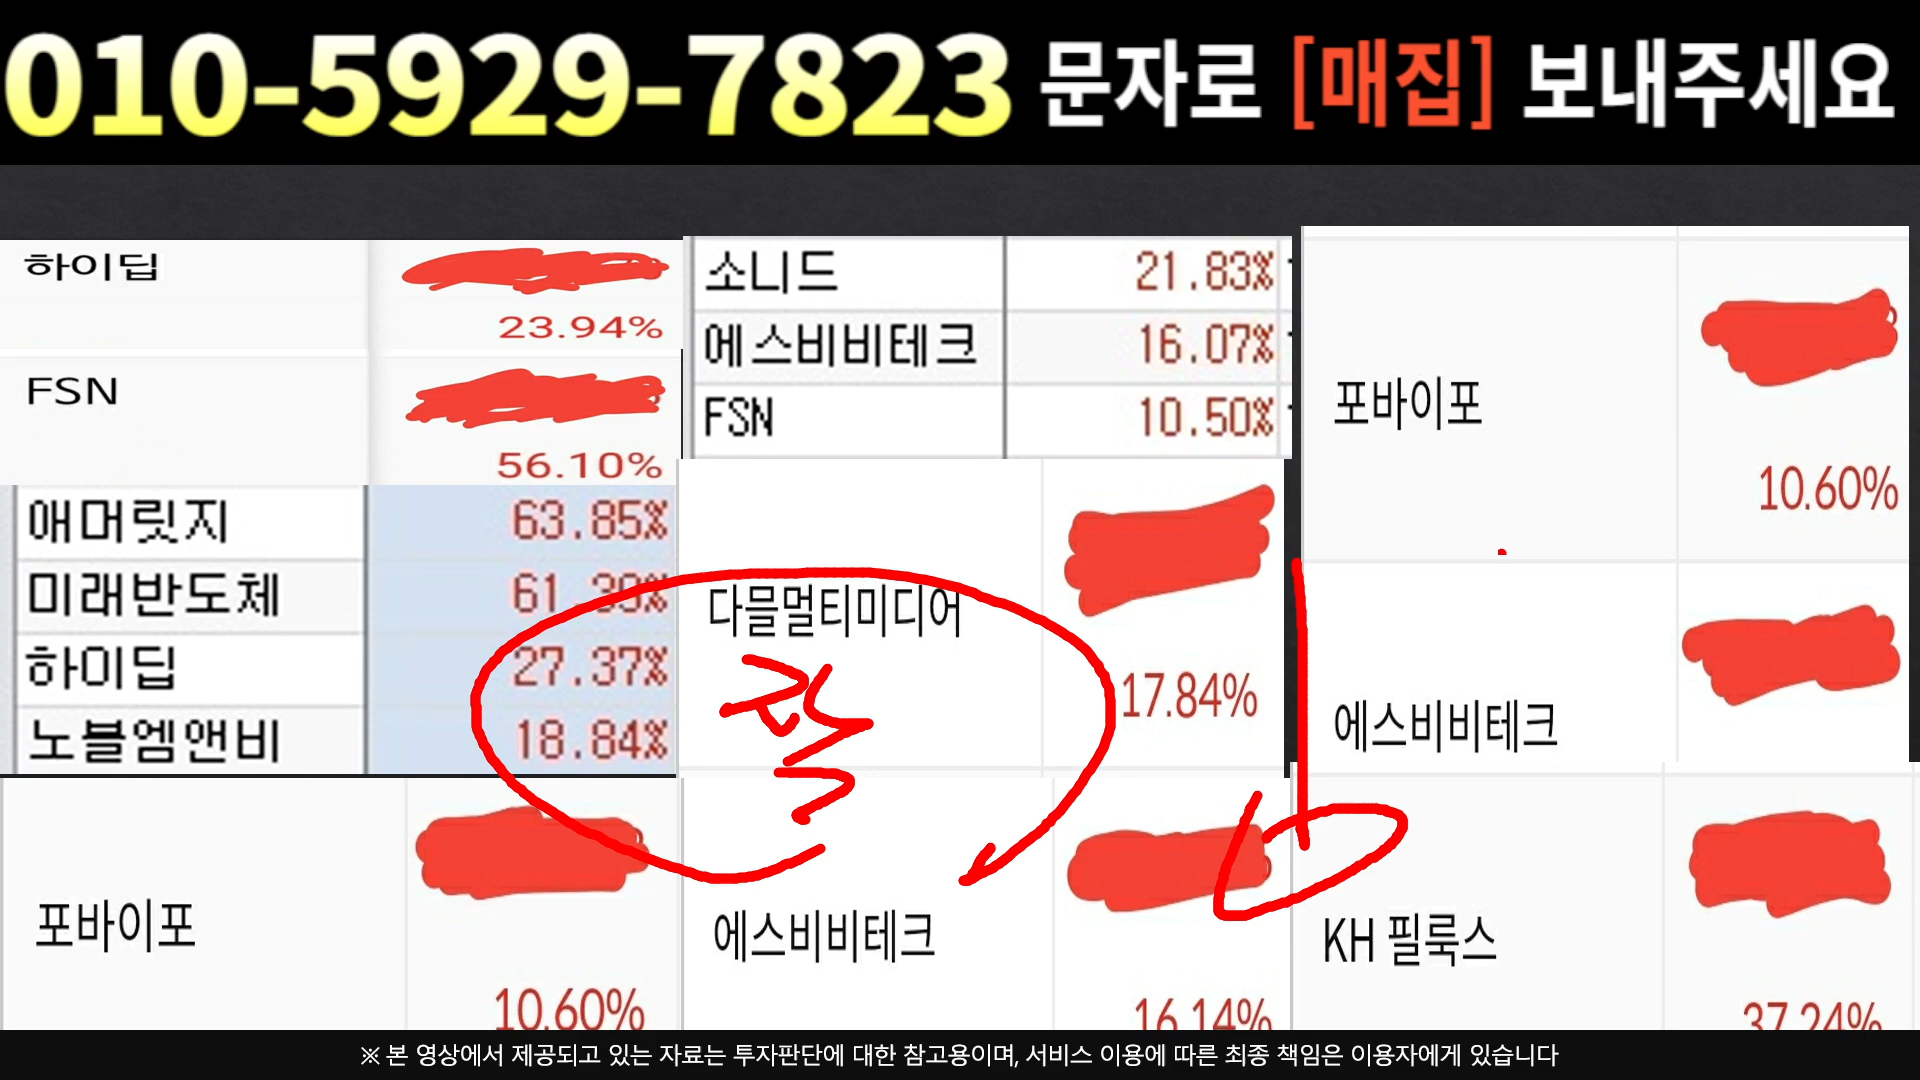 010-5929-7823 문자로 [매집] 보내주세요
하이딥
23.94%
FSN
56.10%
애머릿지 63.85%
미래반도체 61.39%
하이딥 27.37%
노블엠앤비 18.84%
소니드 21.83%
에스비비테크 16.07%
FSN 10.50%
다믈멀티미디어
17.84%
포바이포
10.60%
에스비비테크
포바이포
10.60%
에스비비테크
16.14%
KH 필룩스
37.24%
※ 본 영상에서 제공되고 있는 자료는 투자판단에 대한 참고용이며, 서비스 이용에 따른 최종 책임은 이용자에게 있습니다